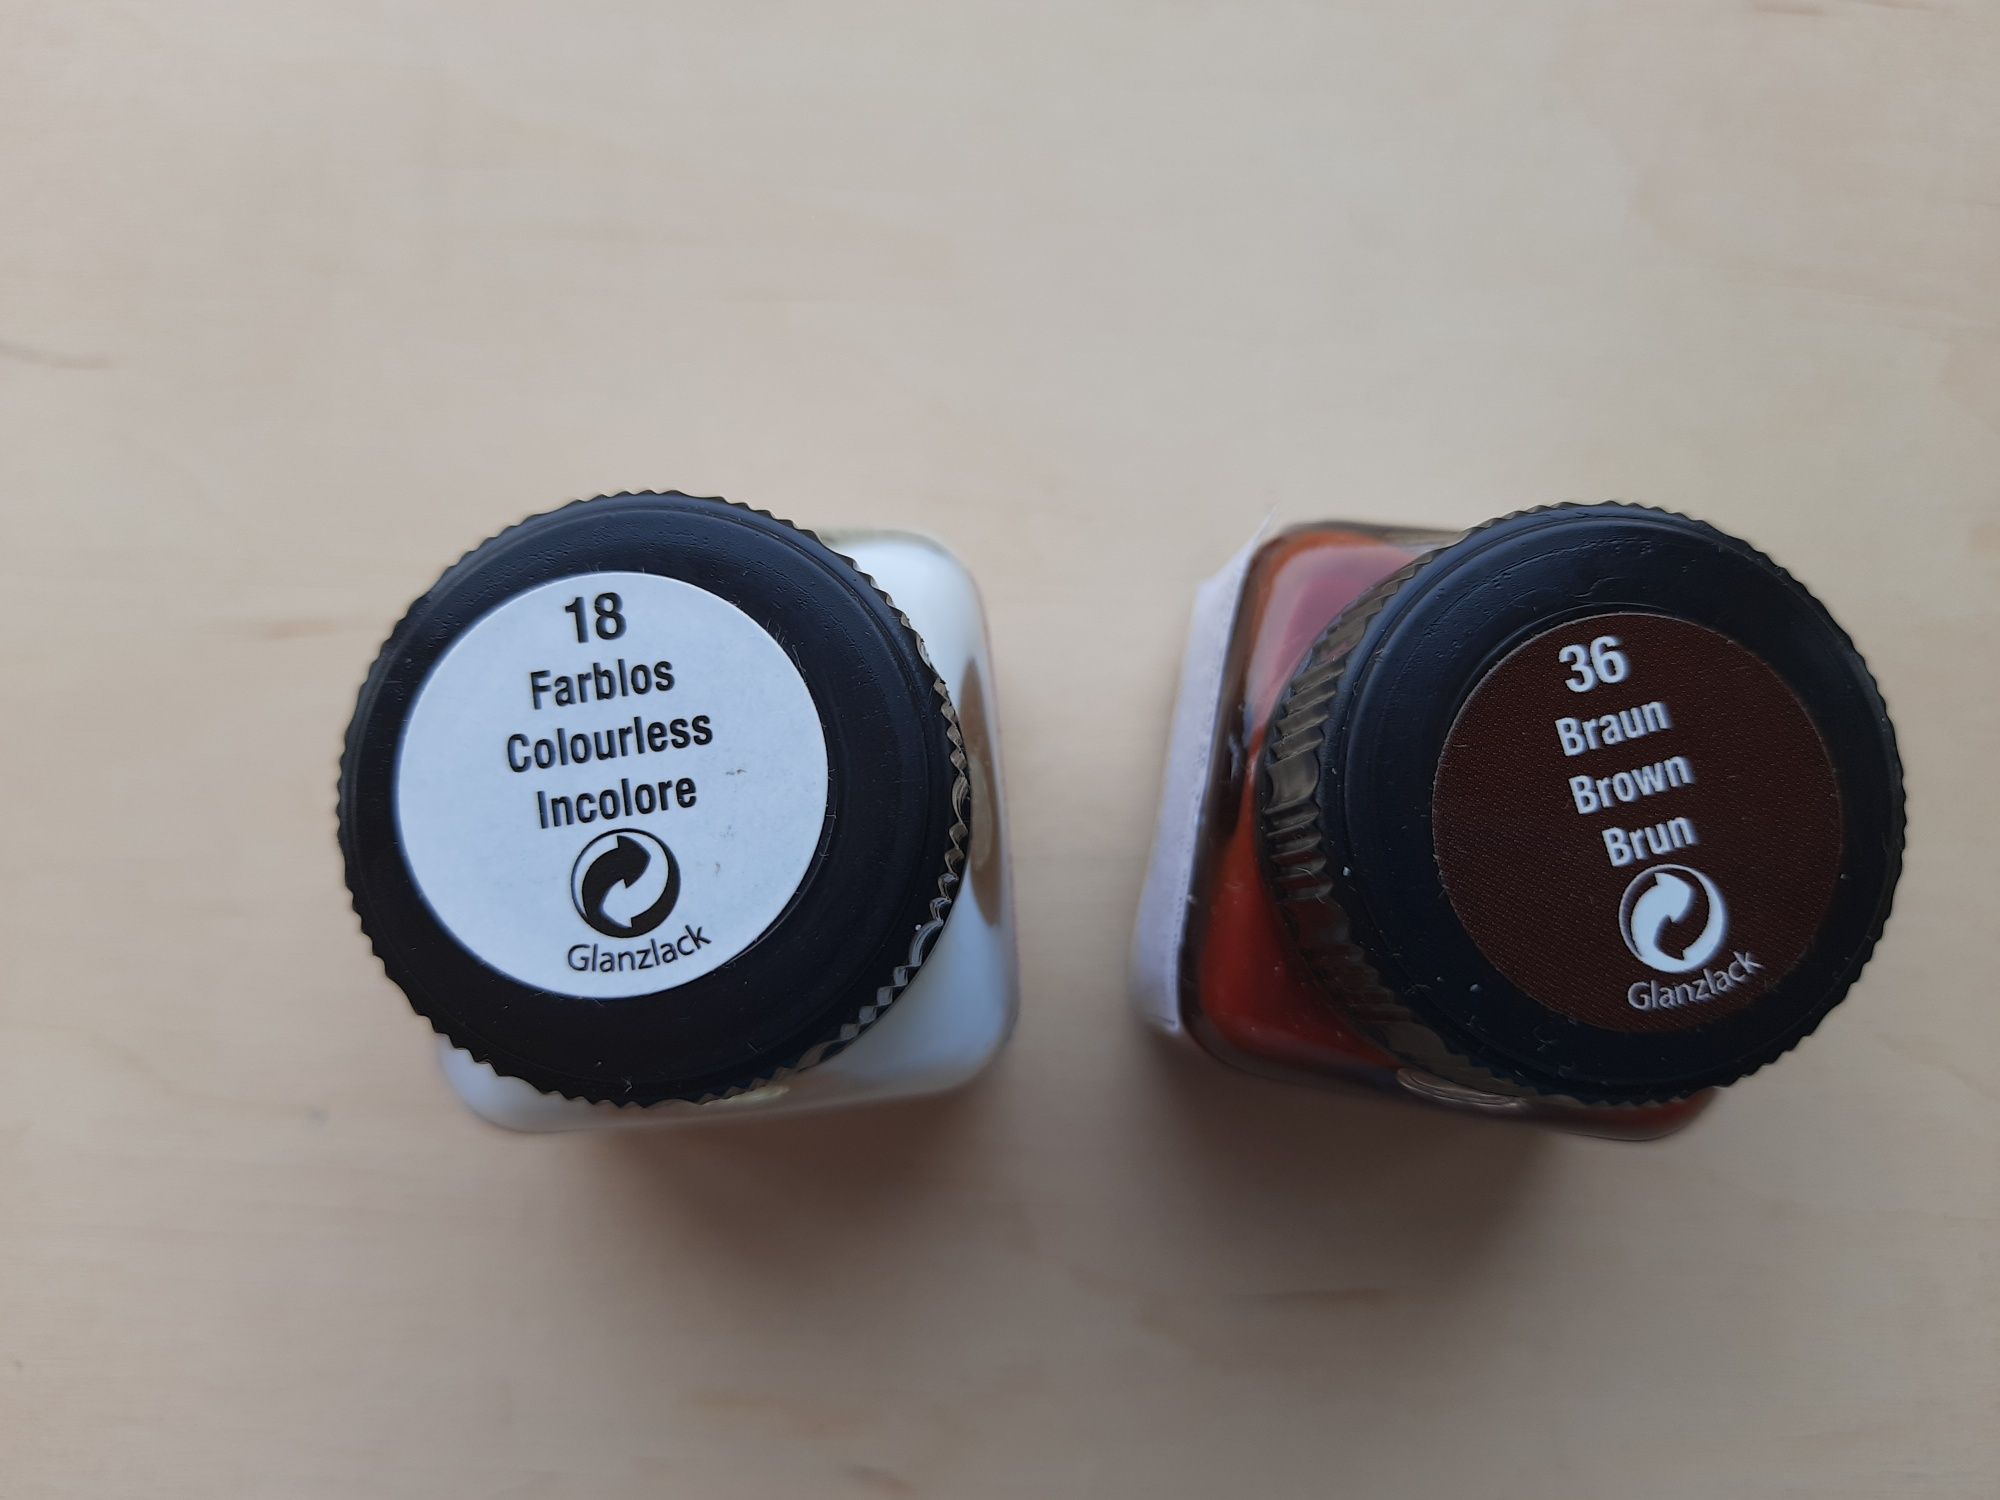 18
Farblos
Colourless
Incolore
Glanzlack
36
Braun
Brown
Brun
Glanzlack